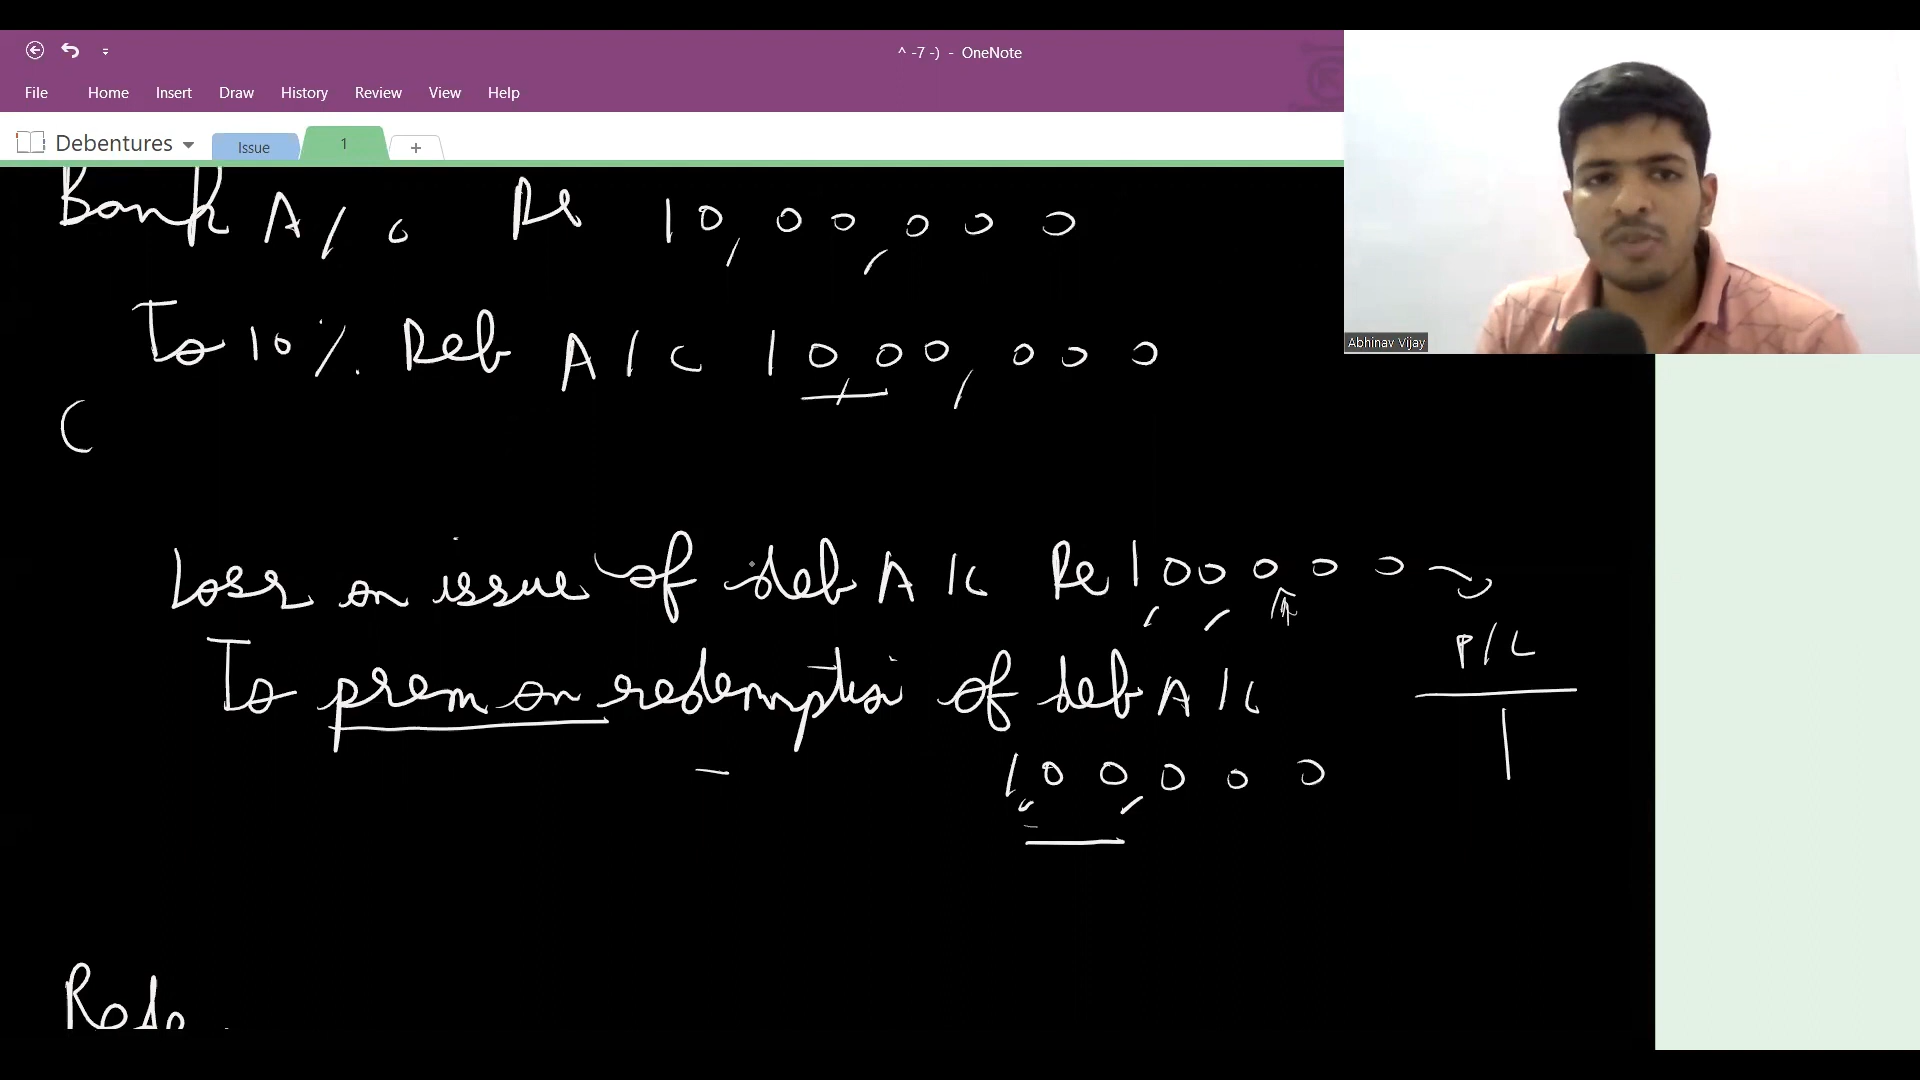 ^ -7 -) - OneNote
File Home Insert Draw History Review View Help
Debentures Issue 1 +
Bank A/c De 10,00,000
To 10%. Deb A/c 10,00,000
(
Loss on issue of deb A/c De 1,00,000
P/L
To prem on redemption of deb A/c
1,00,000
Abhinav Vijay